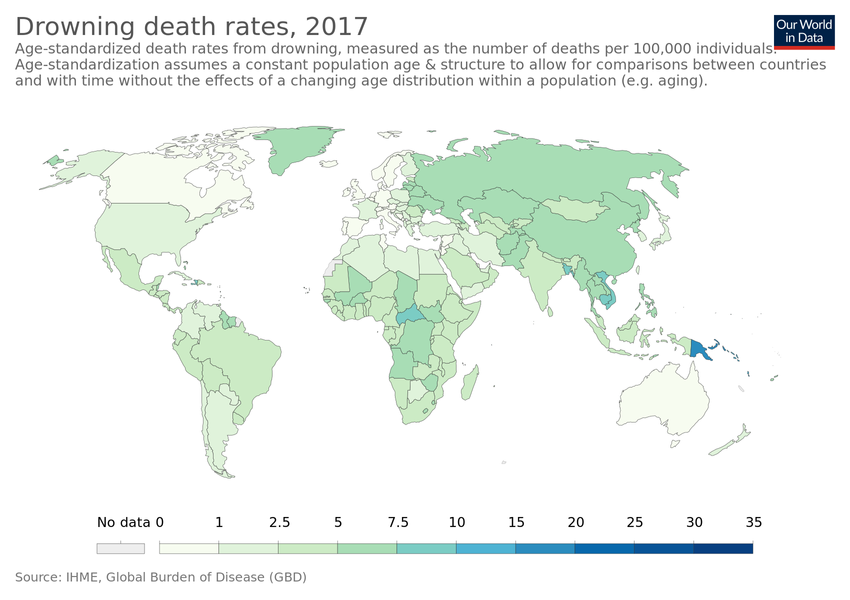 Drowning death rates, 2017
Our World
in Data
Age-standardized death rates from drowning, measured as the number of deaths per 100,000 individuals.
Age-standardization assumes a constant population age & structure to allow for comparisons between countries
and with time without the effects of a changing age distribution within a population (e.g. aging).
No data 0 1 2.5 5 7.5 10 15 20 25 30 35
Source: IHME, Global Burden of Disease (GBD)